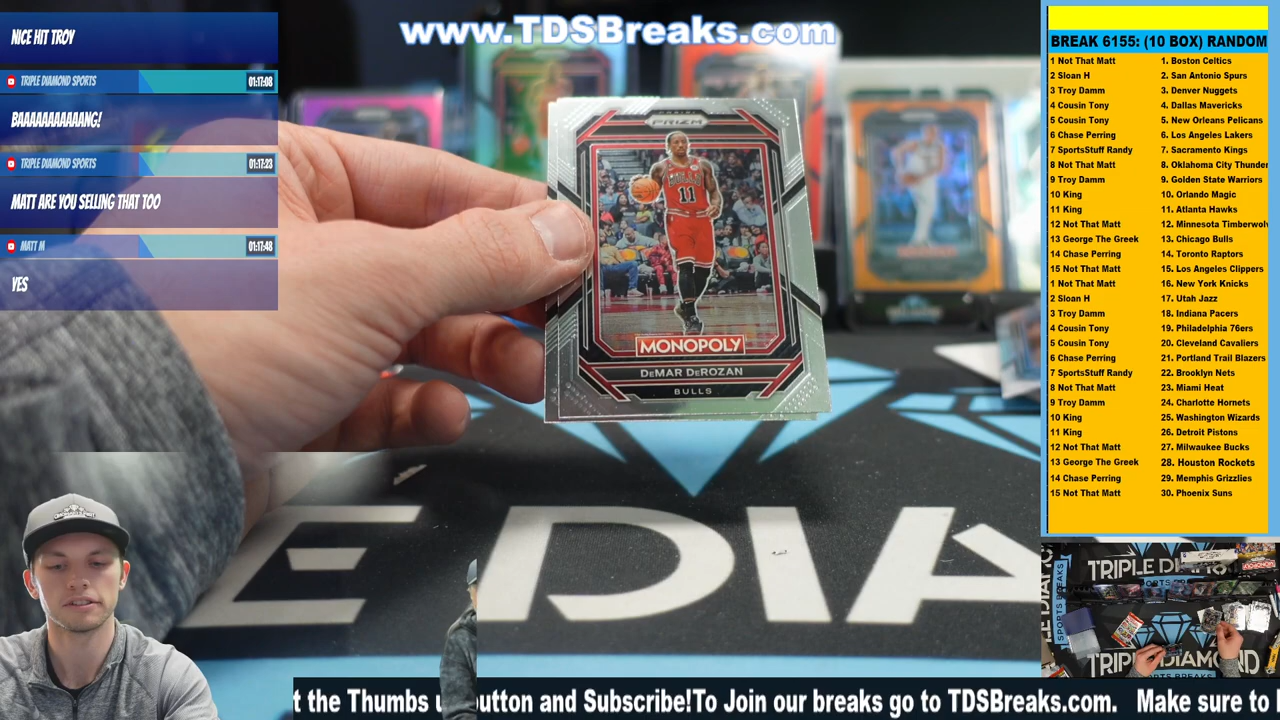 www.TDSBreaks.com
NICE HIT TROY
TRIPLE DIAMOND SPORTS 01:17:08
BAAAAAAAAAAANG!
TRIPLE DIAMOND SPORTS 01:17:23
MATT ARE YOU SELLING THAT TOO
MATT M 01:17:48
YES
PRIZM
BULLS
11
MONOPOLY
DeMAR DeROZAN
BULLS
E DIA
BREAK 6155: (10 BOX) RANDOM
1 Not That Matt 1. Boston Celtics
2 Sloan H 2. San Antonio Spurs
3 Troy Damm 3. Denver Nuggets
4 Cousin Tony 4. Dallas Mavericks
5 Cousin Tony 5. New Orleans Pelicans
6 Chase Perring 6. Los Angeles Lakers
7 SportsStuff Randy 7. Sacramento Kings
8 Not That Matt 8. Oklahoma City Thunder
9 Troy Damm 9. Golden State Warriors
10 King 10. Orlando Magic
11 King 11. Atlanta Hawks
12 Not That Matt 12. Minnesota Timberwolv
13 George The Greek 13. Chicago Bulls
14 Chase Perring 14. Toronto Raptors
15 Not That Matt 15. Los Angeles Clippers
1 Not That Matt 16. New York Knicks
2 Sloan H 17. Utah Jazz
3 Troy Damm 18. Indiana Pacers
4 Cousin Tony 19. Philadelphia 76ers
5 Cousin Tony 20. Cleveland Cavaliers
6 Chase Perring 21. Portland Trail Blazers
7 SportsStuff Randy 22. Brooklyn Nets
8 Not That Matt 23. Miami Heat
9 Troy Damm 24. Charlotte Hornets
10 King 25. Washington Wizards
11 King 26. Detroit Pistons
12 Not That Matt 27. Milwaukee Bucks
13 George The Greek 28. Houston Rockets
14 Chase Perring 29. Memphis Grizzlies
15 Not That Matt 30. Phoenix Suns
TRIPLE DIAMO
SPORTS BREAKS
TRIPLE DIAMOND
t the Thumbs u button and Subscribe!To Join our breaks go to TDSBreaks.com. Make sure to